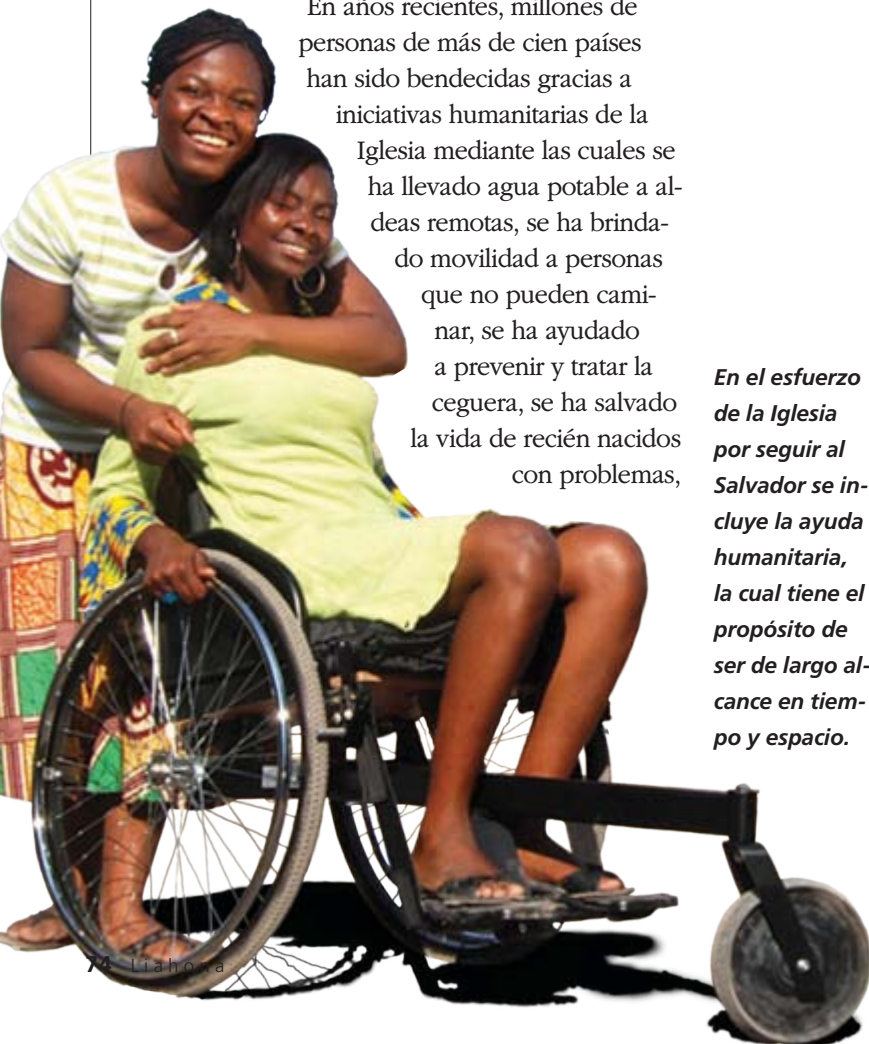 En años recientes, millones de
personas de más de cien países
han sido bendecidas gracias a
iniciativas humanitarias de la
Iglesia mediante las cuales se
ha llevado agua potable a al-
deas remotas, se ha brinda-
do movilidad a personas
que no pueden cami-
nar, se ha ayudado
a prevenir y tratar la
ceguera, se ha salvado
la vida de recién nacidos
con problemas,
En el esfuerzo
de la Iglesia
por seguir al
Salvador se in-
cluye la ayuda
humanitaria,
la cual tiene el
propósito de
ser de largo al-
cance en tiem-
po y espacio.
74 Liahona